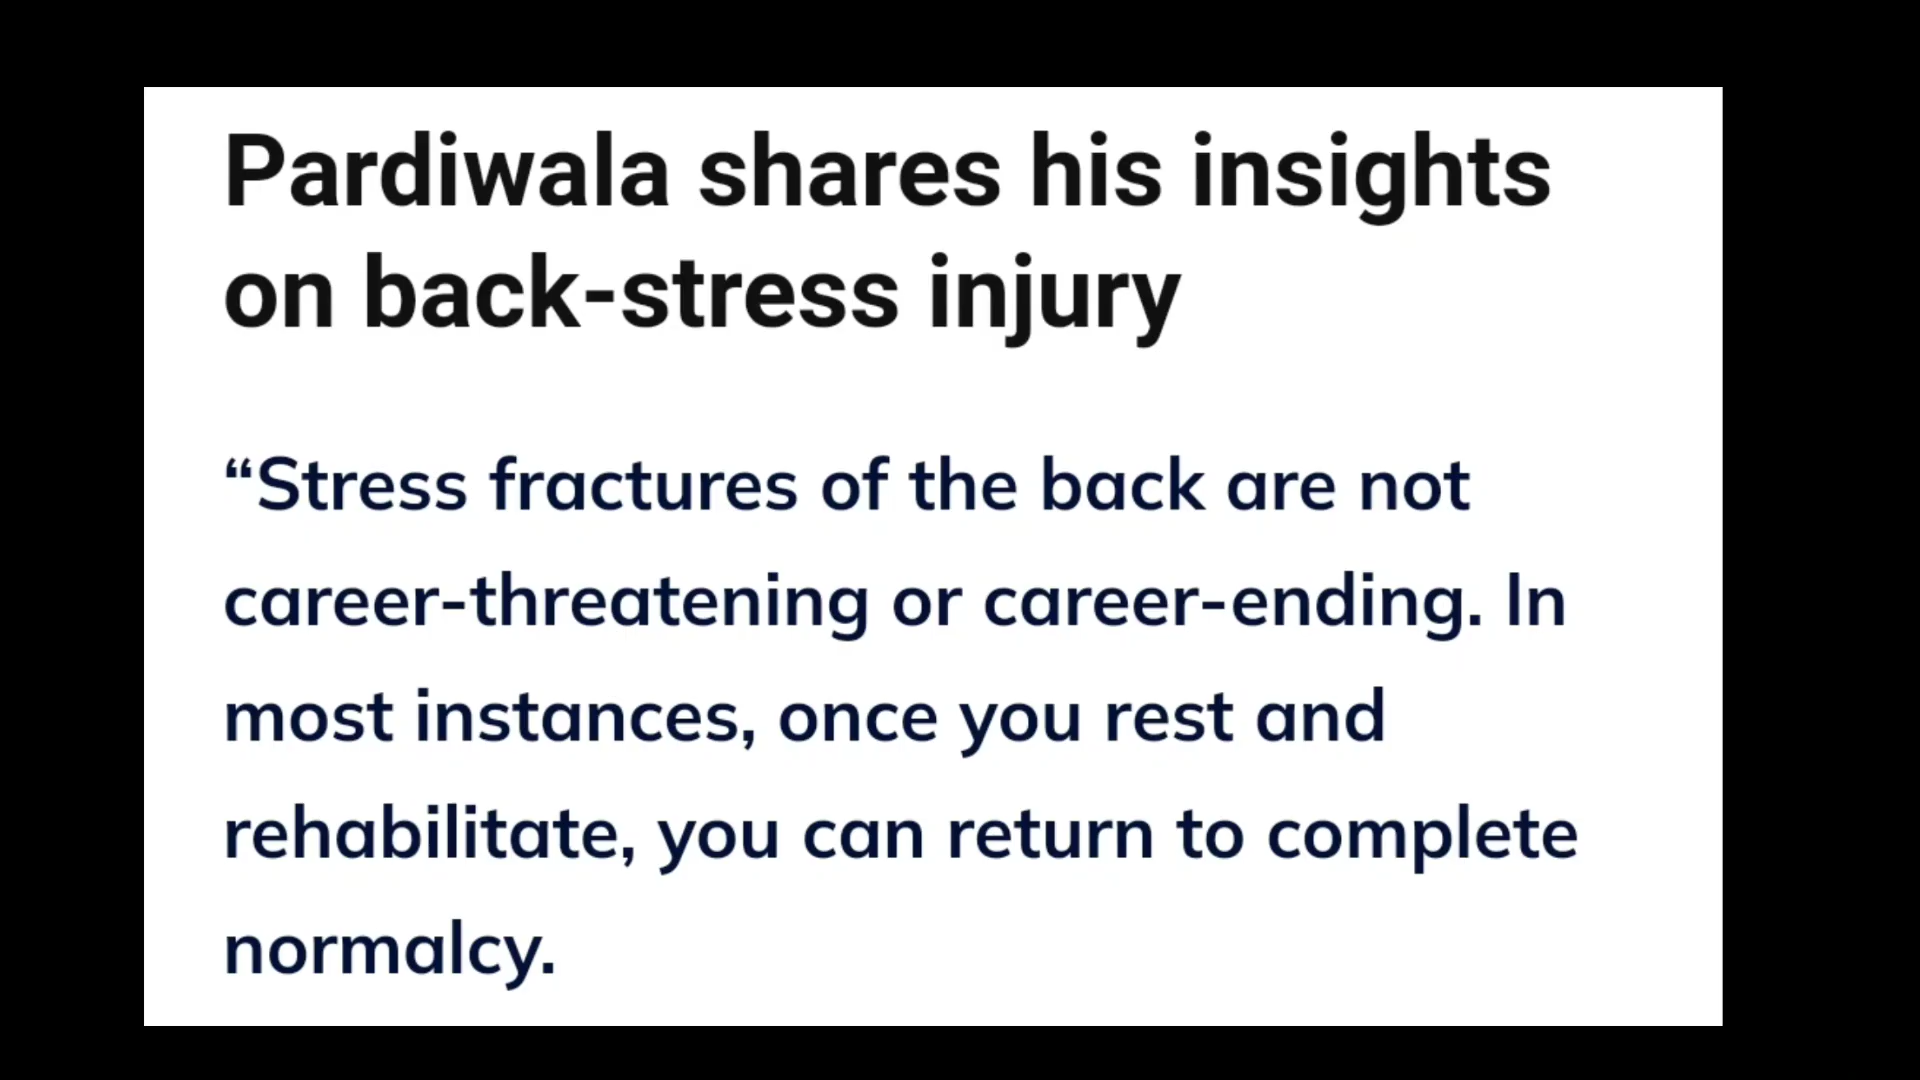 Pardiwala shares his insights
on back-stress injury
“Stress fractures of the back are not
career-threatening or career-ending. In
most instances, once you rest and
rehabilitate, you can return to complete
normalcy.